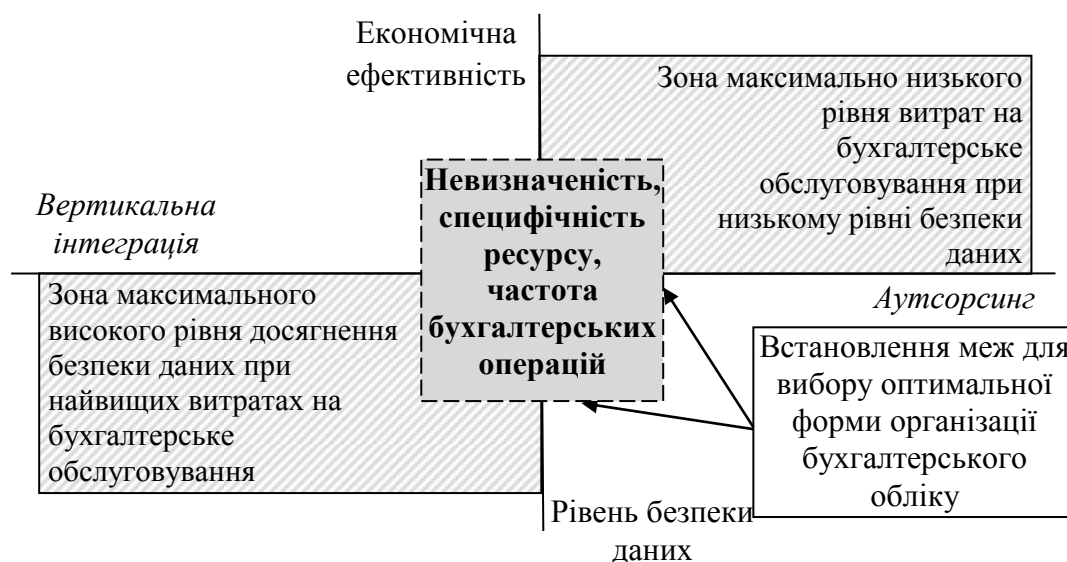 Економічна
ефективність
Зона максимально низького
рівня витрат на
бухгалтерське
обслуговування при
низькому рівні безпеки
даних
Вертикальна
інтеграція
Невизначеність,
специфічність
ресурсу,
частота
бухгалтерських
операцій
Зона максимального
високого рівня досягнення
безпеки даних при
найвищих витратах на
бухгалтерське
обслуговування
Аутсорсинг
Встановлення меж для
вибору оптимальної
форми організації
бухгалтерського
обліку
Рівень безпеки
даних